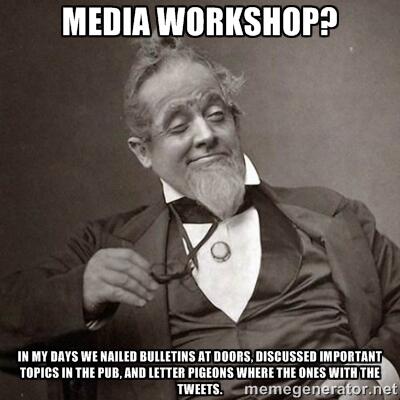 MEDIA WORKSHOP?
IN MY DAYS WE NAILED BULLETINS AT DOORS, DISCUSSED IMPORTANT
TOPICS IN THE PUB, AND LETTER PIGEONS WHERE THE ONES WITH THE
TWEETS.
memegenerator.net